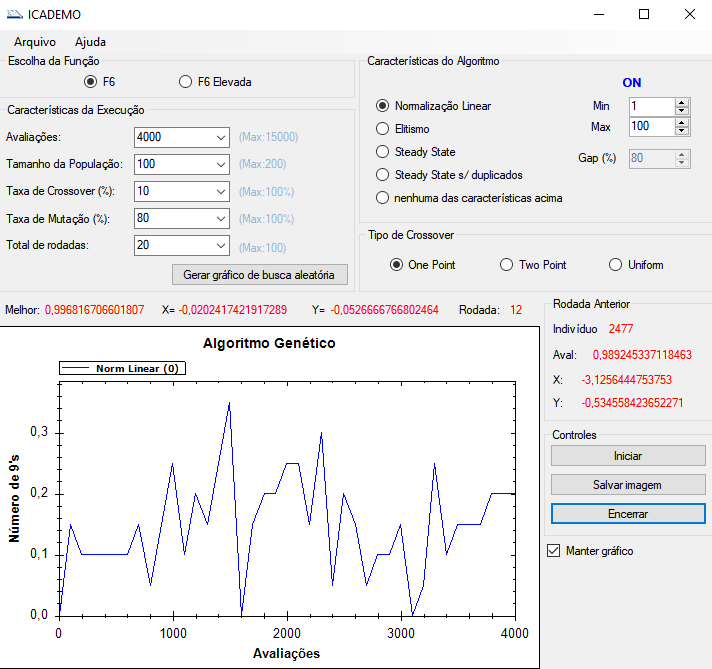 ICADEMO
Arquivo Ajuda
Escolha da Função
F6 F6 Elevada
Características da Execução
Avaliações: 4000 (Max:15000)
Tamanho da População: 100 (Max:200)
Taxa de Crossover (%): 10 (Max:100%)
Taxa de Mutação (%): 80 (Max:100%)
Total de rodadas: 20 (Max:100)
Gerar gráfico de busca aleatória
Características do Algoritmo
ON
Normalização Linear Min 1
Elitismo Max 100
Steady State Gap (%) 80
Steady State s/ duplicados
nenhuma das características acima
Tipo de Crossover
One Point Two Point Uniform
Melhor: 0,996816706601807 X= -0,0202417421917289 Y= -0,0526666766802464 Rodada: 12
Algoritmo Genético
Norm Linear (0)
Número de 9's
0,3
0,2
0,1
0,0
0 1000 2000 3000 4000
Avaliações
Rodada Anterior
Indivíduo 2477
Aval: 0,989245337118463
X: -3,1256444753753
Y: -0,534558423652271
Controles
Iniciar
Salvar imagem
Encerrar
Manter gráfico